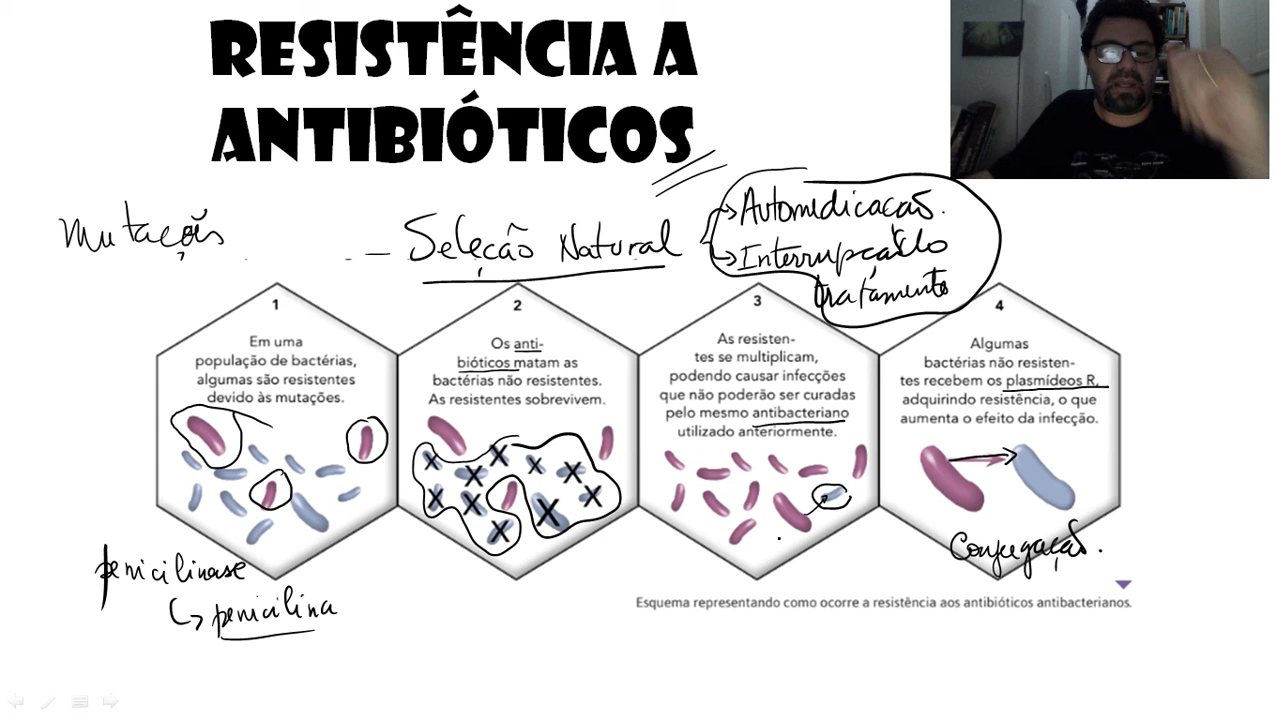 RESISTÊNCIA A
ANTIBIÓTICOS
Mutações
Seleção Natural
Automedicação.
Interrupção do
tratamento
1
Em uma
população de bactérias,
algumas são resistentes
devido às mutações.
2
Os anti-
bióticos matam as
bactérias não resistentes.
As resistentes sobrevivem.
3
As resisten-
tes se multiplicam,
podendo causar infecções
que não poderão ser curadas
pelo mesmo antibacteriano
utilizado anteriormente.
4
Algumas
bactérias não resisten-
tes recebem os plasmídeos R,
adquirindo resistência, o que
aumenta o efeito da infecção.
penicilinase
penicilina
Conjugação.
Esquema representando como ocorre a resistência aos antibióticos antibacterianos.